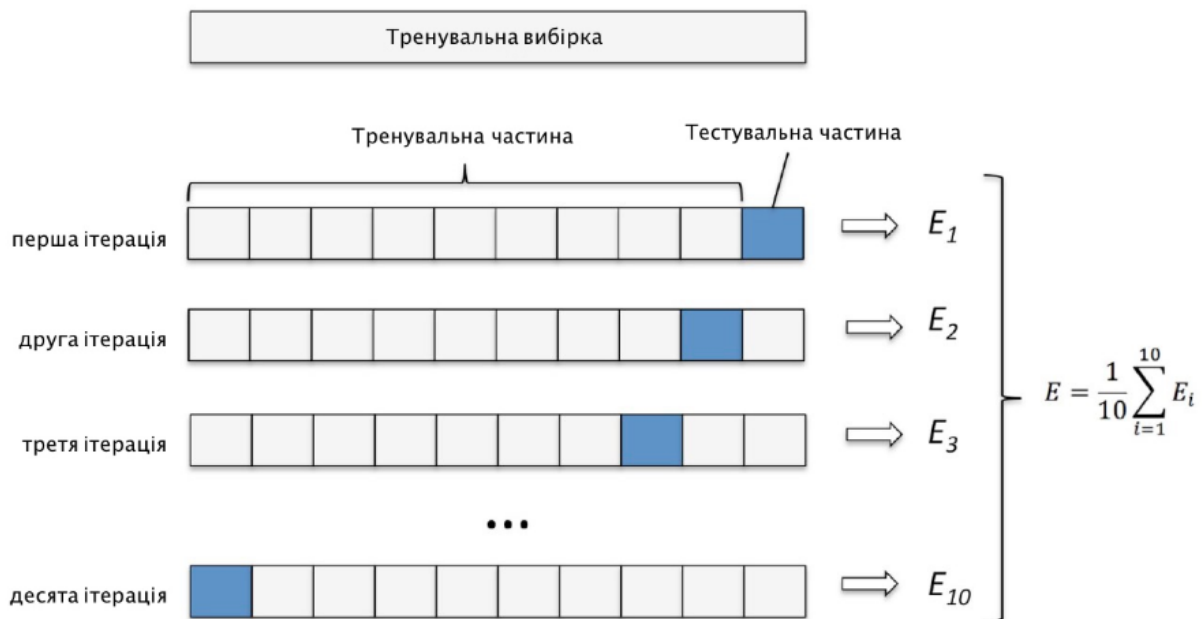 Тренувальна вибірка
Тренувальна частина
Тестувальна частина
перша ітерація
E₁
друга ітерація
E₂
E = 1/10 ∑_{i=1}^{10} E_i
третя ітерація
E₃
...
десята ітерація
E₁₀